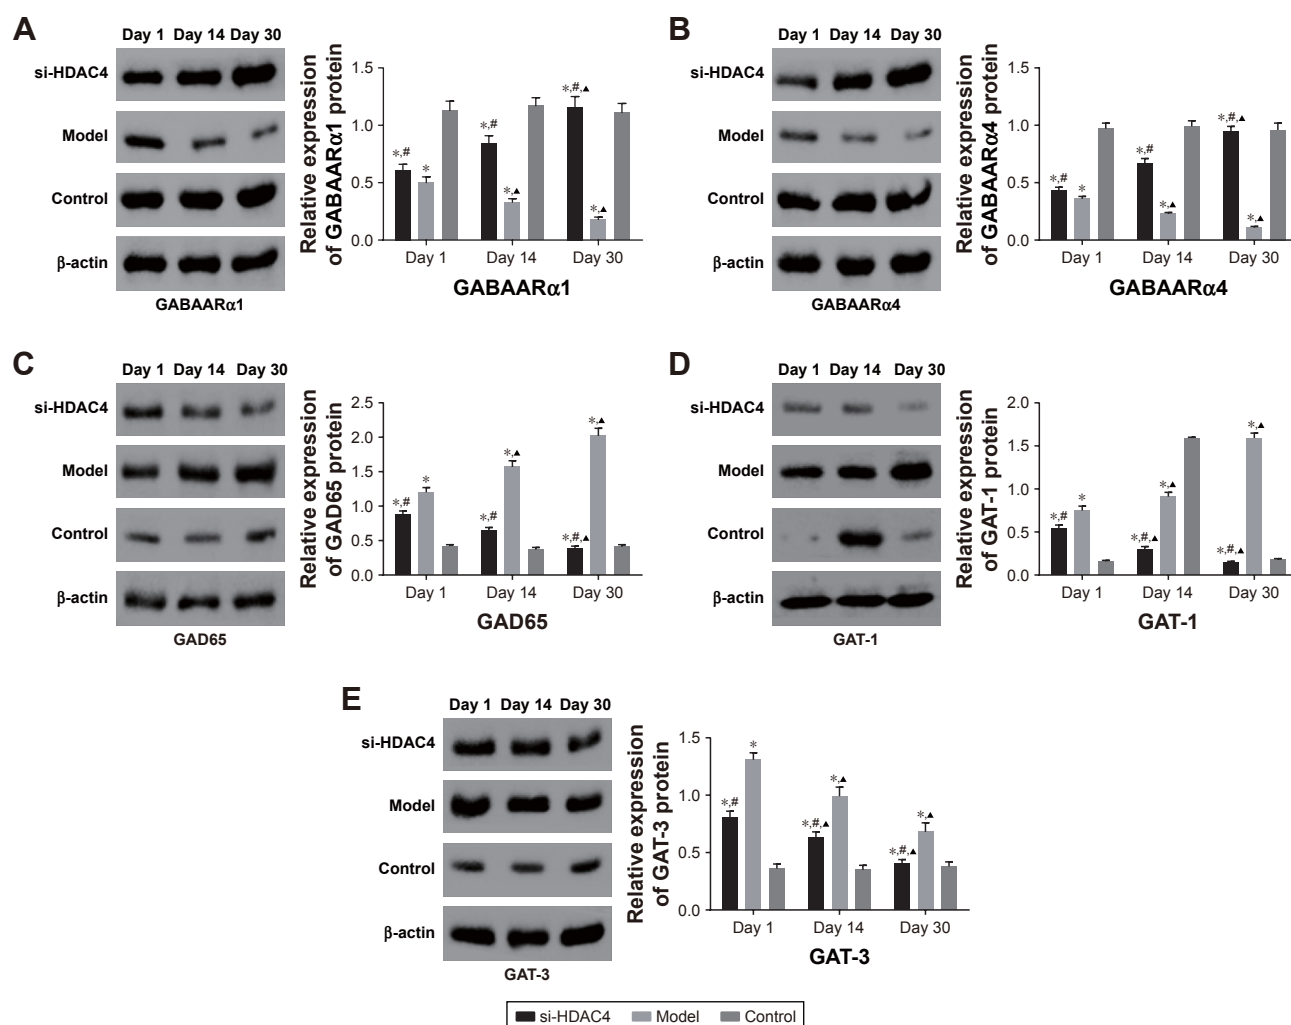 A
Day 1 Day 14 Day 30
si-HDAC4
Model
Control
β-actin
GABAARα1
Relative expression
of GABAARα1 protein
1.5
1.0
0.5
0.0
*,#
*
*,#
*,▲
*,#,▲
*,▲
Day 1 Day 14 Day 30
GABAARα1
B
Day 1 Day 14 Day 30
si-HDAC4
Model
Control
β-actin
GABAARα4
Relative expression
of GABAARα4 protein
1.5
1.0
0.5
0.0
*,#
*
*,#
*,▲
*,#,▲
*,▲
Day 1 Day 14 Day 30
GABAARα4
C
Day 1 Day 14 Day 30
si-HDAC4
Model
Control
β-actin
GAD65
Relative expression
of GAD65 protein
2.5
2.0
1.5
1.0
0.5
0.0
*,#
*
*,#
*,▲
*,#,▲
*,▲
Day 1 Day 14 Day 30
GAD65
D
Day 1 Day 14 Day 30
si-HDAC4
Model
Control
β-actin
GAT-1
Relative expression
of GAT-1 protein
2.0
1.5
1.0
0.5
0.0
*,#
*
*,#,▲
*,▲
*,#,▲
*,▲
Day 1 Day 14 Day 30
GAT-1
E
Day 1 Day 14 Day 30
si-HDAC4
Model
Control
β-actin
GAT-3
Relative expression
of GAT-3 protein
1.5
1.0
0.5
0.0
*,#
*
*,#,▲
*,▲
*,#,▲
*,▲
Day 1 Day 14 Day 30
GAT-3
si-HDAC4 Model Control